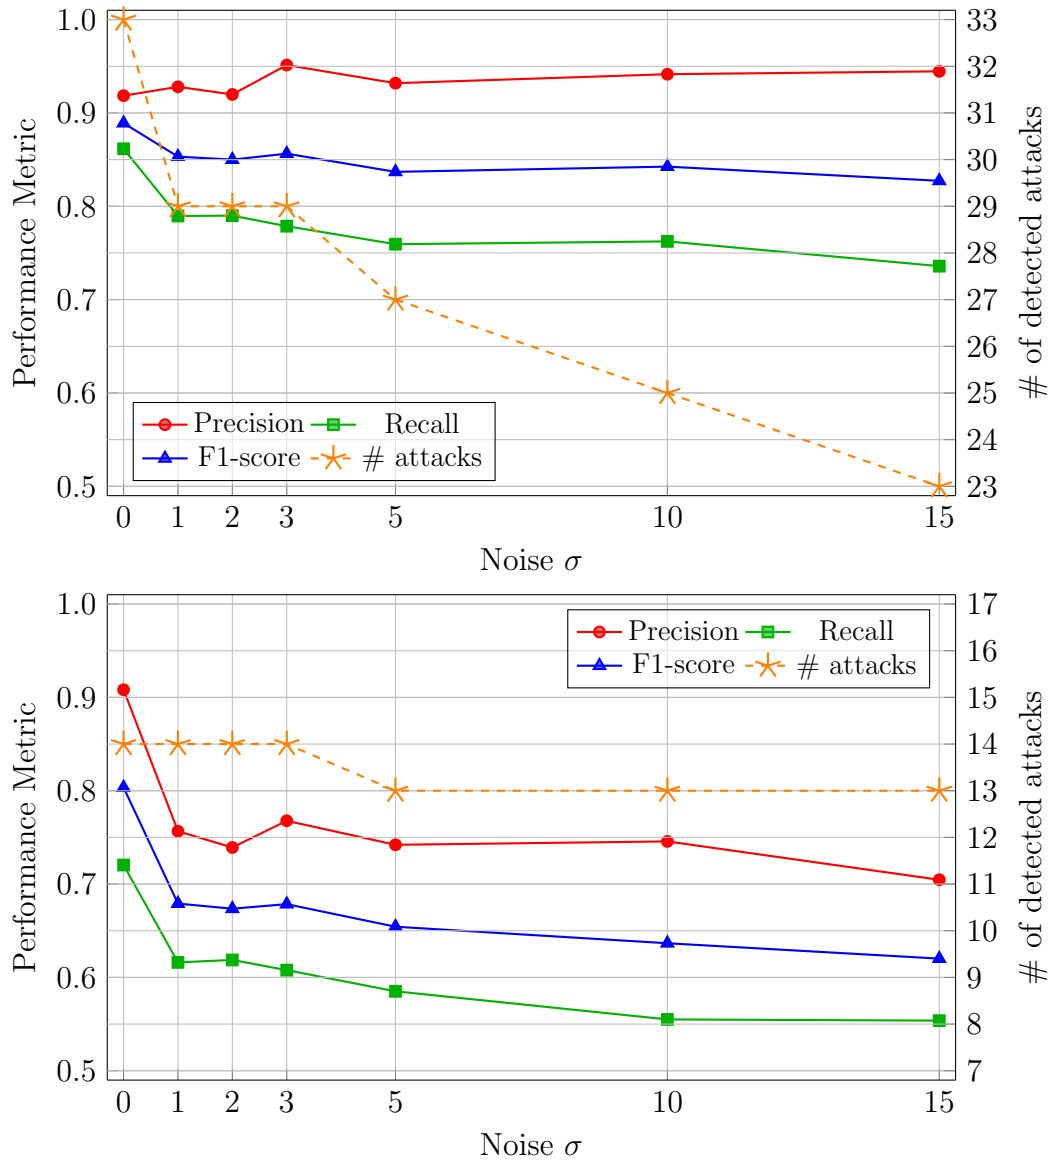 1.0
0.9
0.8
0.7
0.6
0.5
Performance Metric
33
32
31
30
29
28
27
26
25
24
23
# of detected attacks
Precision Recall
F1-score # attacks
0 1 2 3 5 10 15
Noise σ
1.0
0.9
0.8
0.7
0.6
0.5
Performance Metric
17
16
15
14
13
12
11
10
9
8
7
# of detected attacks
Precision Recall
F1-score # attacks
0 1 2 3 5 10 15
Noise σ